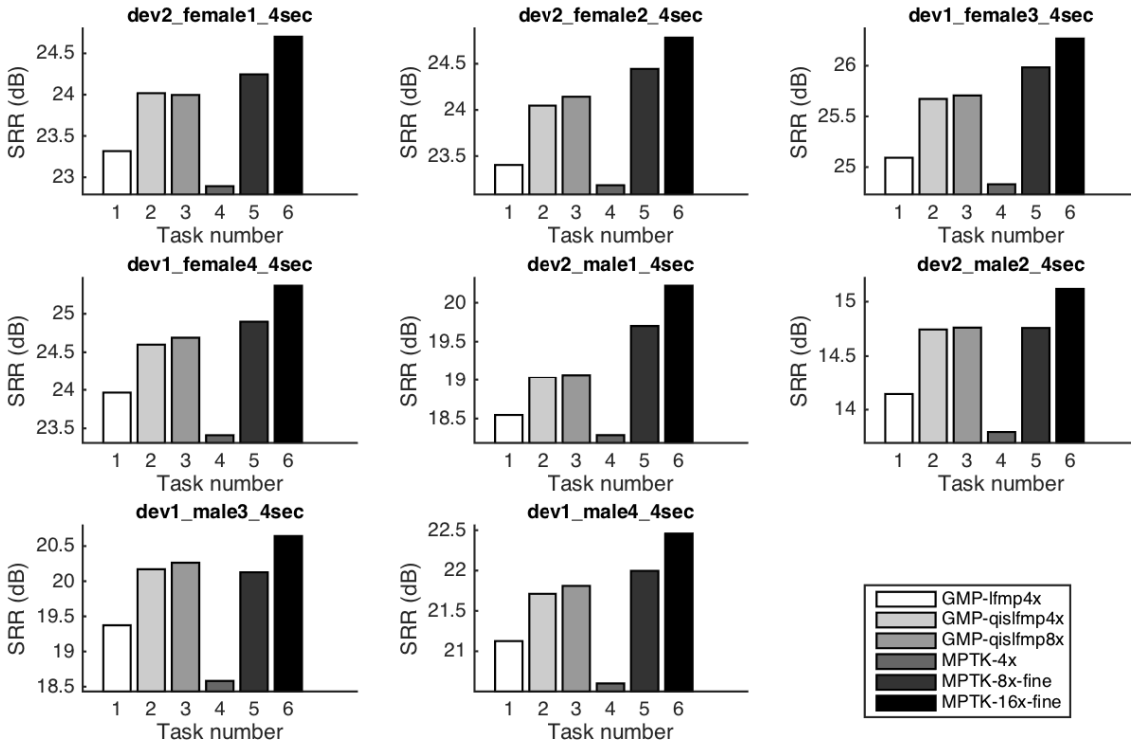 dev2_female1_4sec
SRR (dB)
24.5
24
23.5
23
1 2 3 4 5 6
Task number
dev2_female2_4sec
SRR (dB)
24.5
24
23.5
1 2 3 4 5 6
Task number
dev1_female3_4sec
SRR (dB)
26
25.5
25
1 2 3 4 5 6
Task number
dev1_female4_4sec
SRR (dB)
25
24.5
24
23.5
1 2 3 4 5 6
Task number
dev2_male1_4sec
SRR (dB)
20
19.5
19
18.5
1 2 3 4 5 6
Task number
dev2_male2_4sec
SRR (dB)
15
14.5
14
1 2 3 4 5 6
Task number
dev1_male3_4sec
SRR (dB)
20.5
20
19.5
19
18.5
1 2 3 4 5 6
Task number
dev1_male4_4sec
SRR (dB)
22.5
22
21.5
21
1 2 3 4 5 6
Task number
GMP-lfmp4x
GMP-qislfmp4x
GMP-qislfmp8x
MPTK-4x
MPTK-8x-fine
MPTK-16x-fine